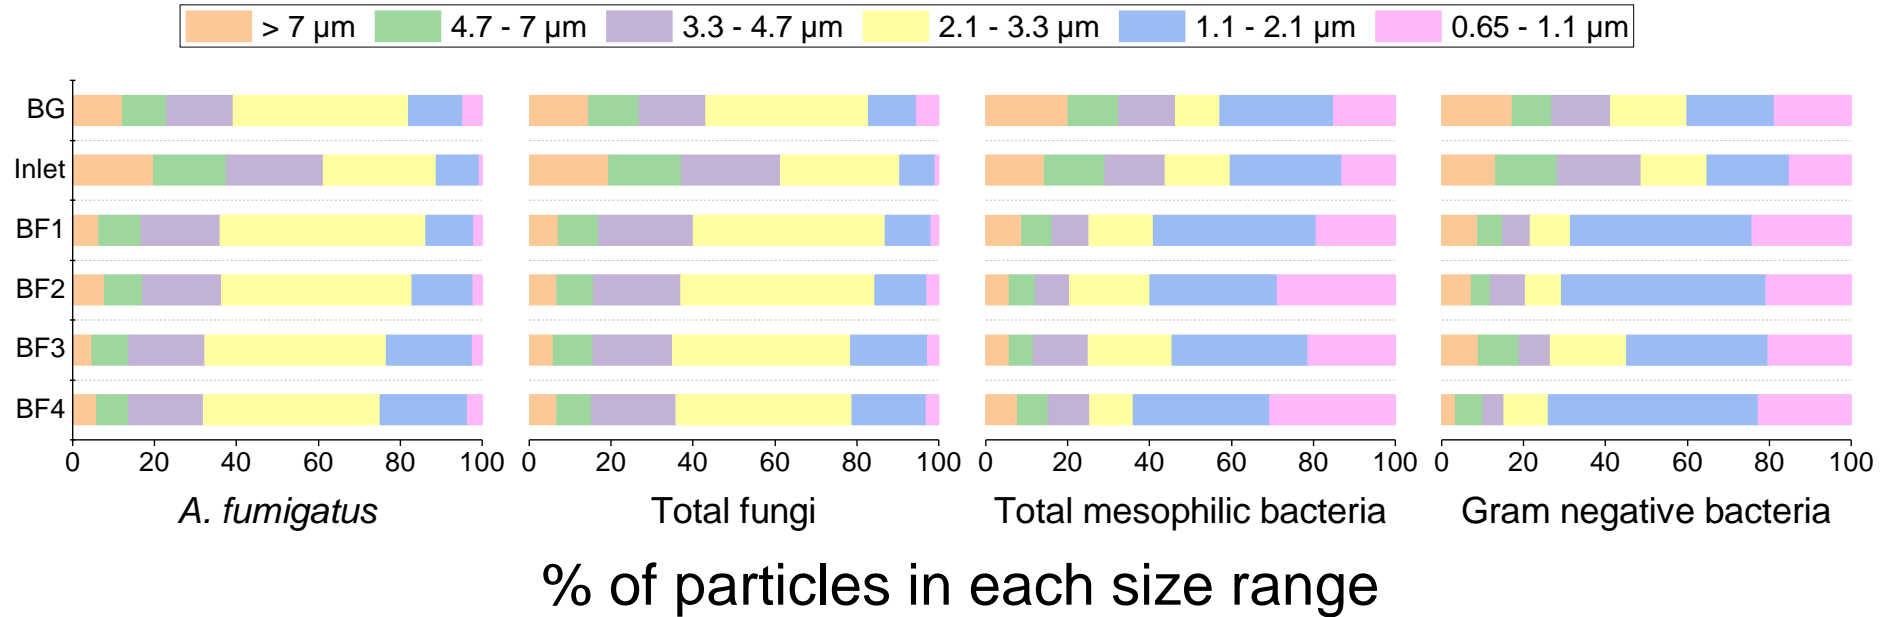 > 7 µm 4.7 - 7 µm 3.3 - 4.7 µm 2.1 - 3.3 µm 1.1 - 2.1 µm 0.65 - 1.1 µm
BG
Inlet
BF1
BF2
BF3
BF4
0 20 40 60 80 100 0 20 40 60 80 100 0 20 40 60 80 100 0 20 40 60 80 100
A. fumigatus Total fungi Total mesophilic bacteria Gram negative bacteria
% of particles in each size range